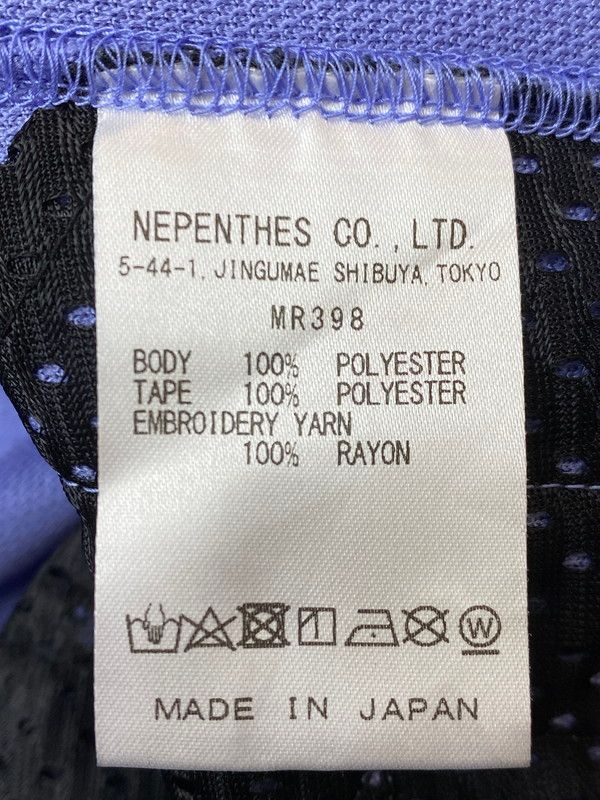 NEPENTHES CO.,LTD.
5-44-1, JINGUMAE SHIBUYA, TOKYO
MR398
BODY 100% POLYESTER
TAPE 100% POLYESTER
EMBROIDERY YARN
100% RAYON
W
MADE IN JAPAN